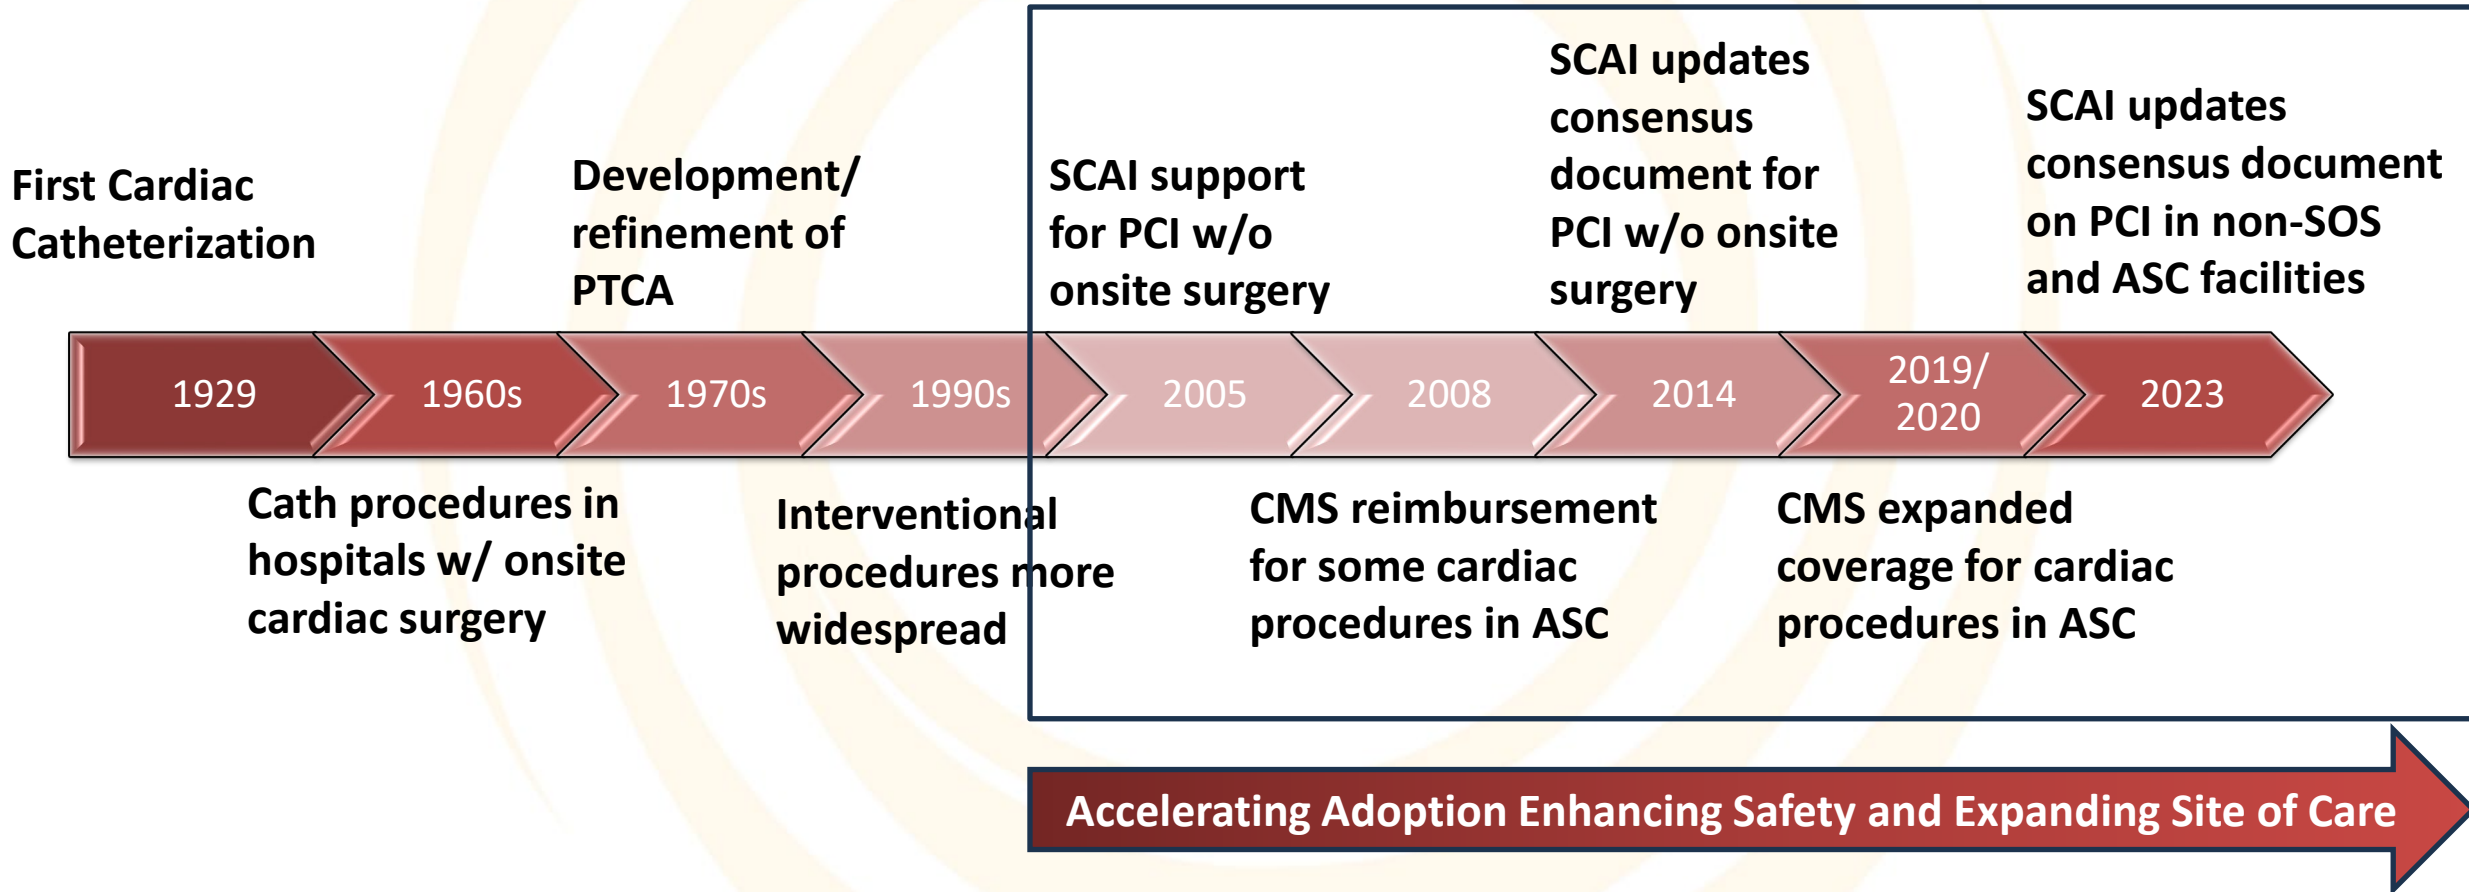 First Cardiac
Catheterization
Development/
refinement of
PTCA
SCAI support
for PCI w/o
onsite surgery
SCAI updates
consensus
document for
PCI w/o onsite
surgery
SCAI updates
consensus document
on PCI in non-SOS
and ASC facilities
1929
1960s
1970s
1990s
2005
2008
2014
2019/
2020
2023
Cath procedures in
hospitals w/ onsite
cardiac surgery
Interventional
procedures more
widespread
CMS reimbursement
for some cardiac
procedures in ASC
CMS expanded
coverage for cardiac
procedures in ASC
Accelerating Adoption Enhancing Safety and Expanding Site of Care